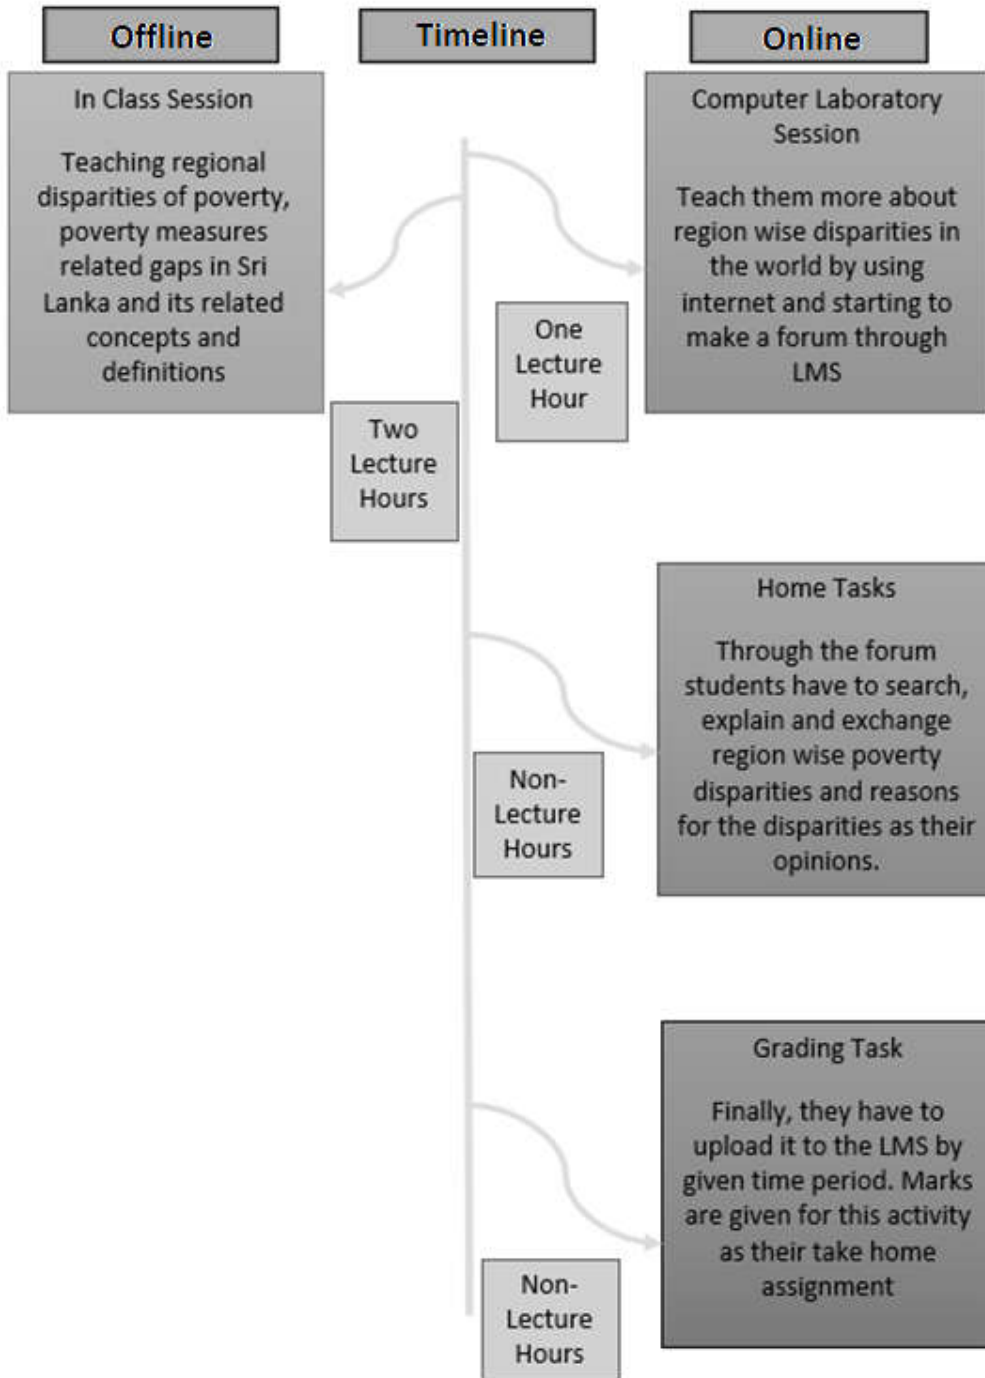 Offline
Timeline
Online
In Class Session
Teaching regional
disparities of poverty,
poverty measures
related gaps in Sri
Lanka and its related
concepts and
definitions
Computer Laboratory
Session
Teach them more about
region wise disparities in
the world by using
internet and starting to
make a forum through
LMS
One
Lecture
Hour
Two
Lecture
Hours
Home Tasks
Through the forum
students have to search,
explain and exchange
region wise poverty
disparities and reasons
for the disparities as their
opinions.
Non-
Lecture
Hours
Grading Task
Finally, they have to
upload it to the LMS by
given time period. Marks
are given for this activity
as their take home
assignment
Non-
Lecture
Hours